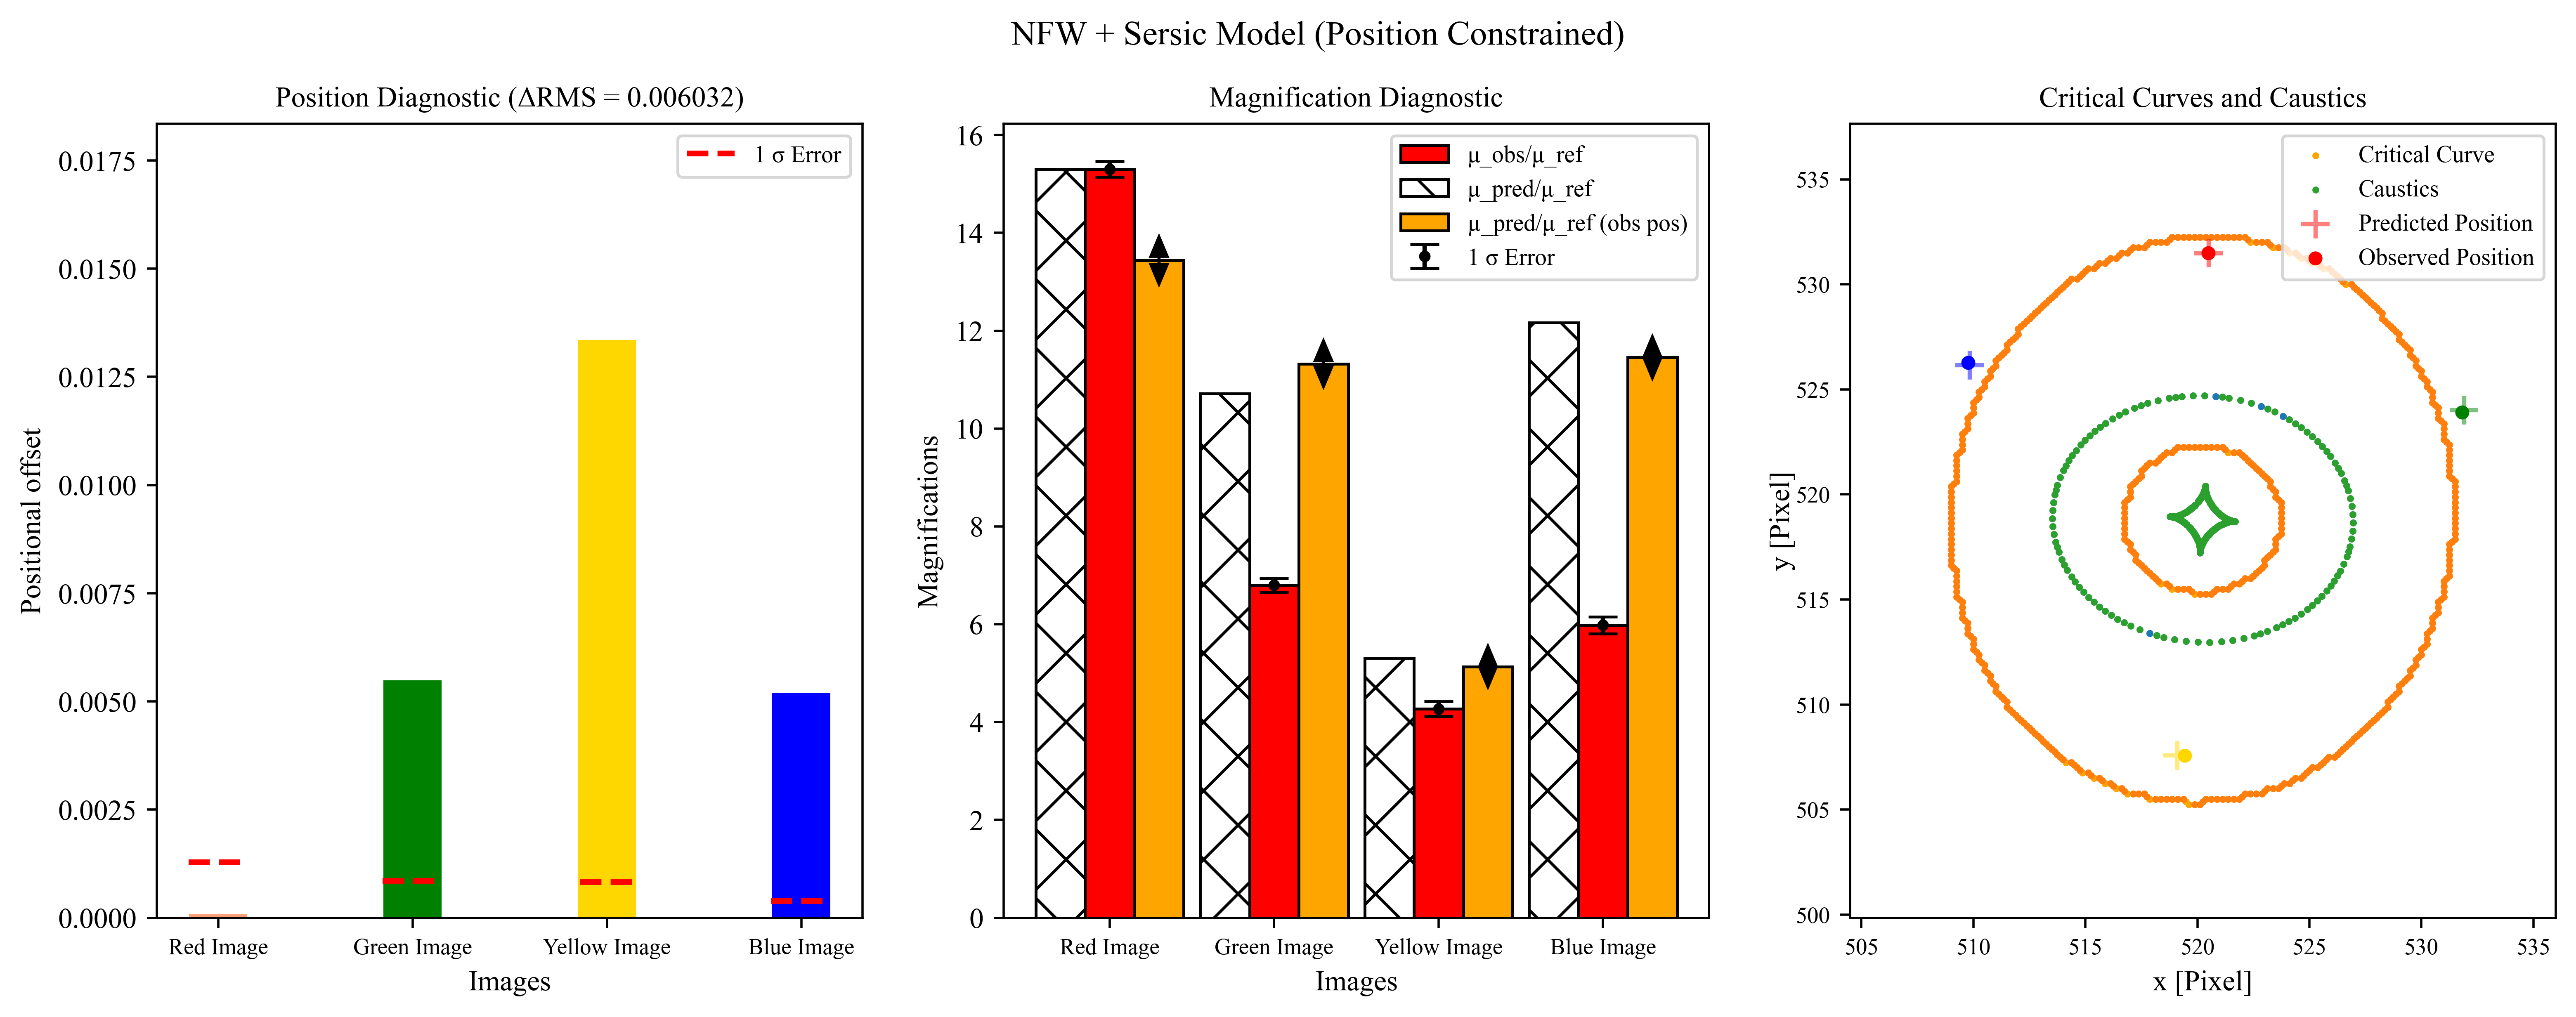 NFW + Sersic Model (Position Constrained)
Position Diagnostic (ΔRMS = 0.006032)
1 σ Error
0.0175
0.0150
0.0125
0.0100
0.0075
0.0050
0.0025
0.0000
Positional offset
Red Image
Green Image
Yellow Image
Blue Image
Images
Magnification Diagnostic
μ_obs/μ_ref
μ_pred/μ_ref
μ_pred/μ_ref (obs pos)
1 σ Error
16
14
12
10
8
6
4
2
0
Magnifications
Red Image
Green Image
Yellow Image
Blue Image
Images
Critical Curves and Caustics
Critical Curve
Caustics
Predicted Position
Observed Position
535
530
525
520
515
510
505
500
y [Pixel]
505
510
515
520
525
530
535
x [Pixel]